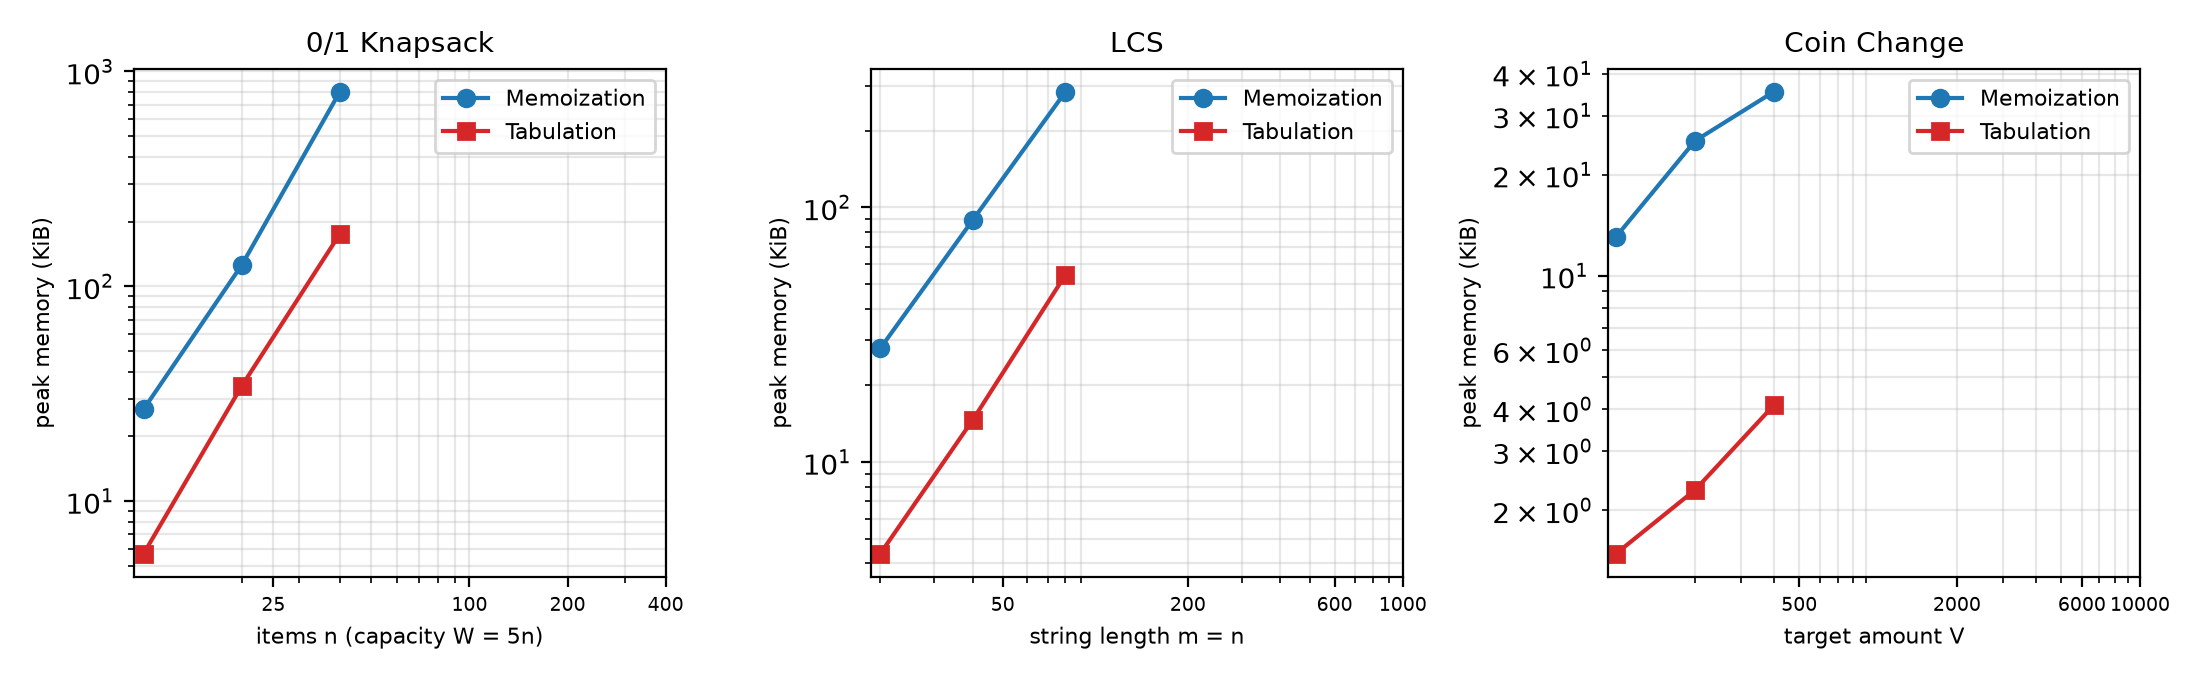 0/1 Knapsack
10³
10²
10¹
peak memory (KiB)
Memoization
Tabulation
25 100 200 400
items n (capacity W = 5n)
LCS
10²
10¹
peak memory (KiB)
Memoization
Tabulation
50 200 600 1000
string length m = n
Coin Change
4 × 10¹
3 × 10¹
2 × 10¹
10¹
6 × 10⁰
4 × 10⁰
3 × 10⁰
2 × 10⁰
peak memory (KiB)
Memoization
Tabulation
500 2000 6000 10000
target amount V